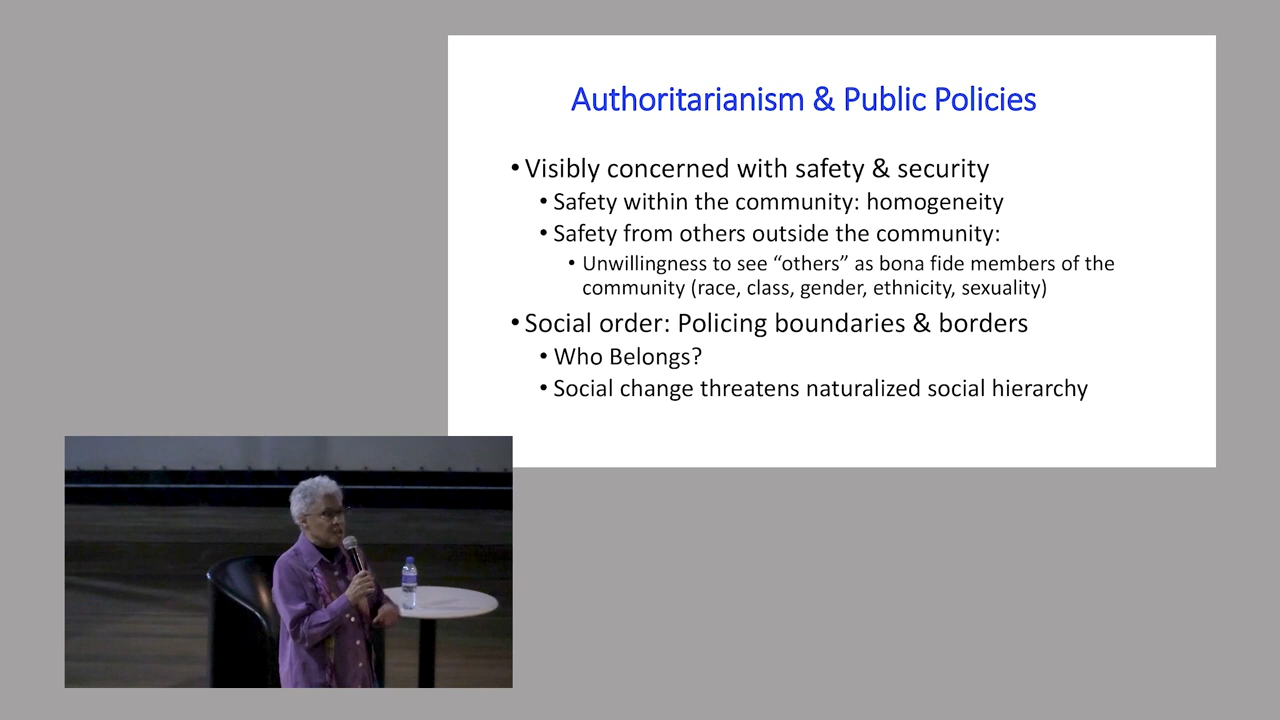 Authoritarianism & Public Policies
• Visibly concerned with safety & security
• Safety within the community: homogeneity
• Safety from others outside the community:
• Unwillingness to see “others” as bona fide members of the
community (race, class, gender, ethnicity, sexuality)
• Social order: Policing boundaries & borders
• Who Belongs?
• Social change threatens naturalized social hierarchy